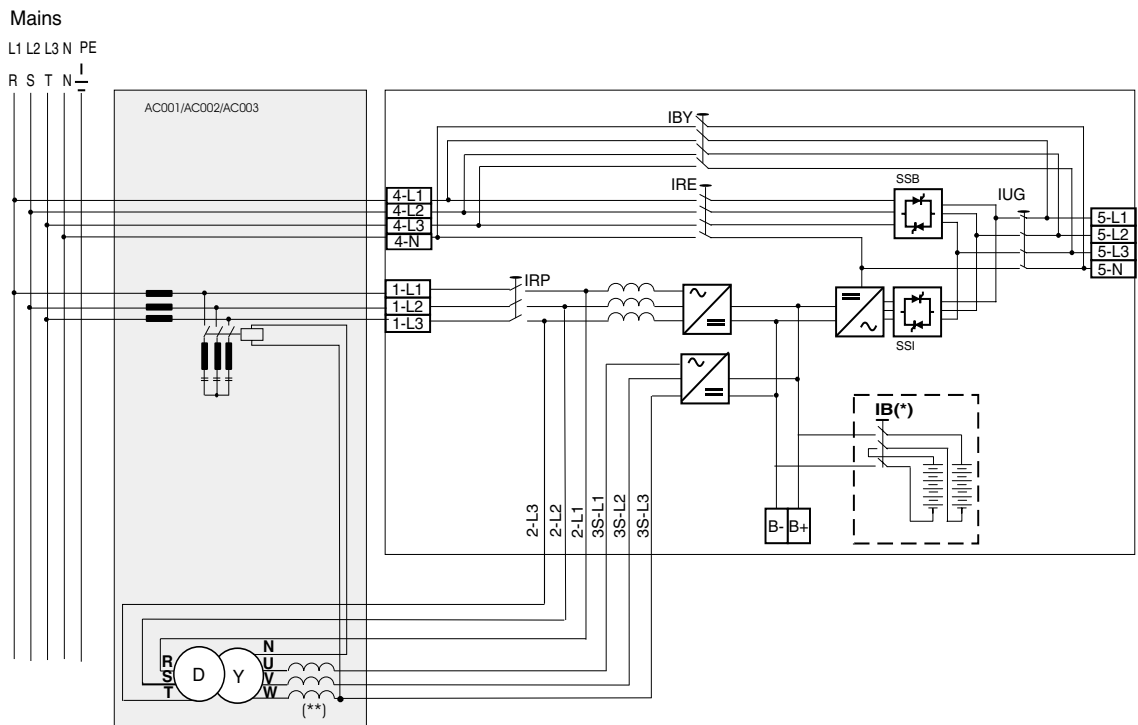 Mains
L1 L2 L3 N PE
R S T N
AC001/AC002/AC003
IBY
SSB
IRE
IUG
4-L1
4-L2
4-L3
4-N
5-L1
5-L2
5-L3
5-N
IRP
1-L1
1-L2
1-L3
SSI
IB(*)
2-L3
2-L2
2-L1
3S-L1
3S-L2
3S-L3
B- B+
N
R U
S V
T W
D Y
(**)